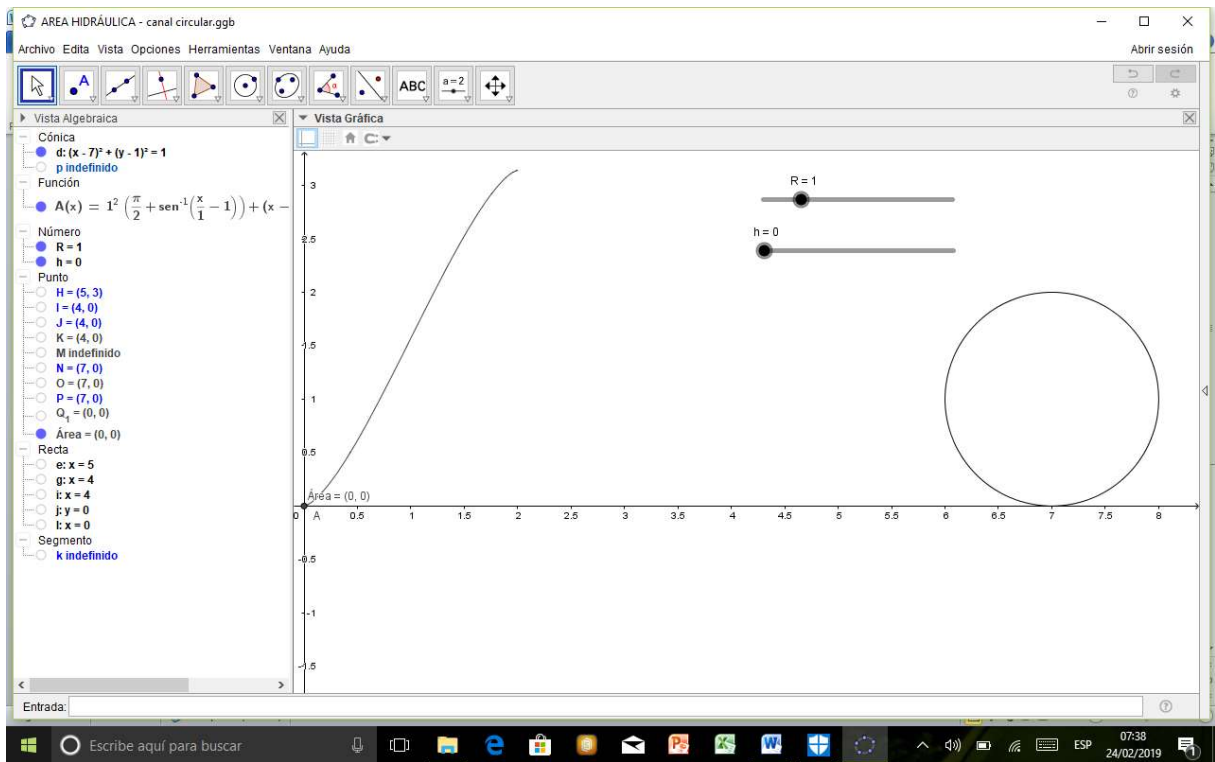 AREA HIDRÁULICA - canal circular.ggb
Archivo Edita Vista Opciones Herramientas Ventana Ayuda
Abrir sesión
A
ABC
a=2
Vista Algebraica
Cónica
d: (x - 7)² + (y - 1)² = 1
p indefinido
Función
A(x) = 1² (π/2 + sen⁻¹(x/1 − 1)) + (x −
Número
R = 1
h = 0
Punto
H = (5, 3)
I = (4, 0)
J = (4, 0)
K = (4, 0)
M indefinido
N = (7, 0)
O = (7, 0)
P = (7, 0)
Q₁ = (0, 0)
Área = (0, 0)
Recta
e: x = 5
g: x = 4
i: x = 4
j: y = 0
l: x = 0
Segmento
k indefinido
Vista Gráfica
R = 1
h = 0
3
2.5
2
1.5
1
0.5
Área = (0, 0)
A
0 0.5 1 1.5 2 2.5 3 3.5 4 4.5 5 5.5 6 6.5 7 7.5 8
-0.5
-1
-1.5
Entrada:
Escribe aquí para buscar
ESP
07:38
24/02/2019